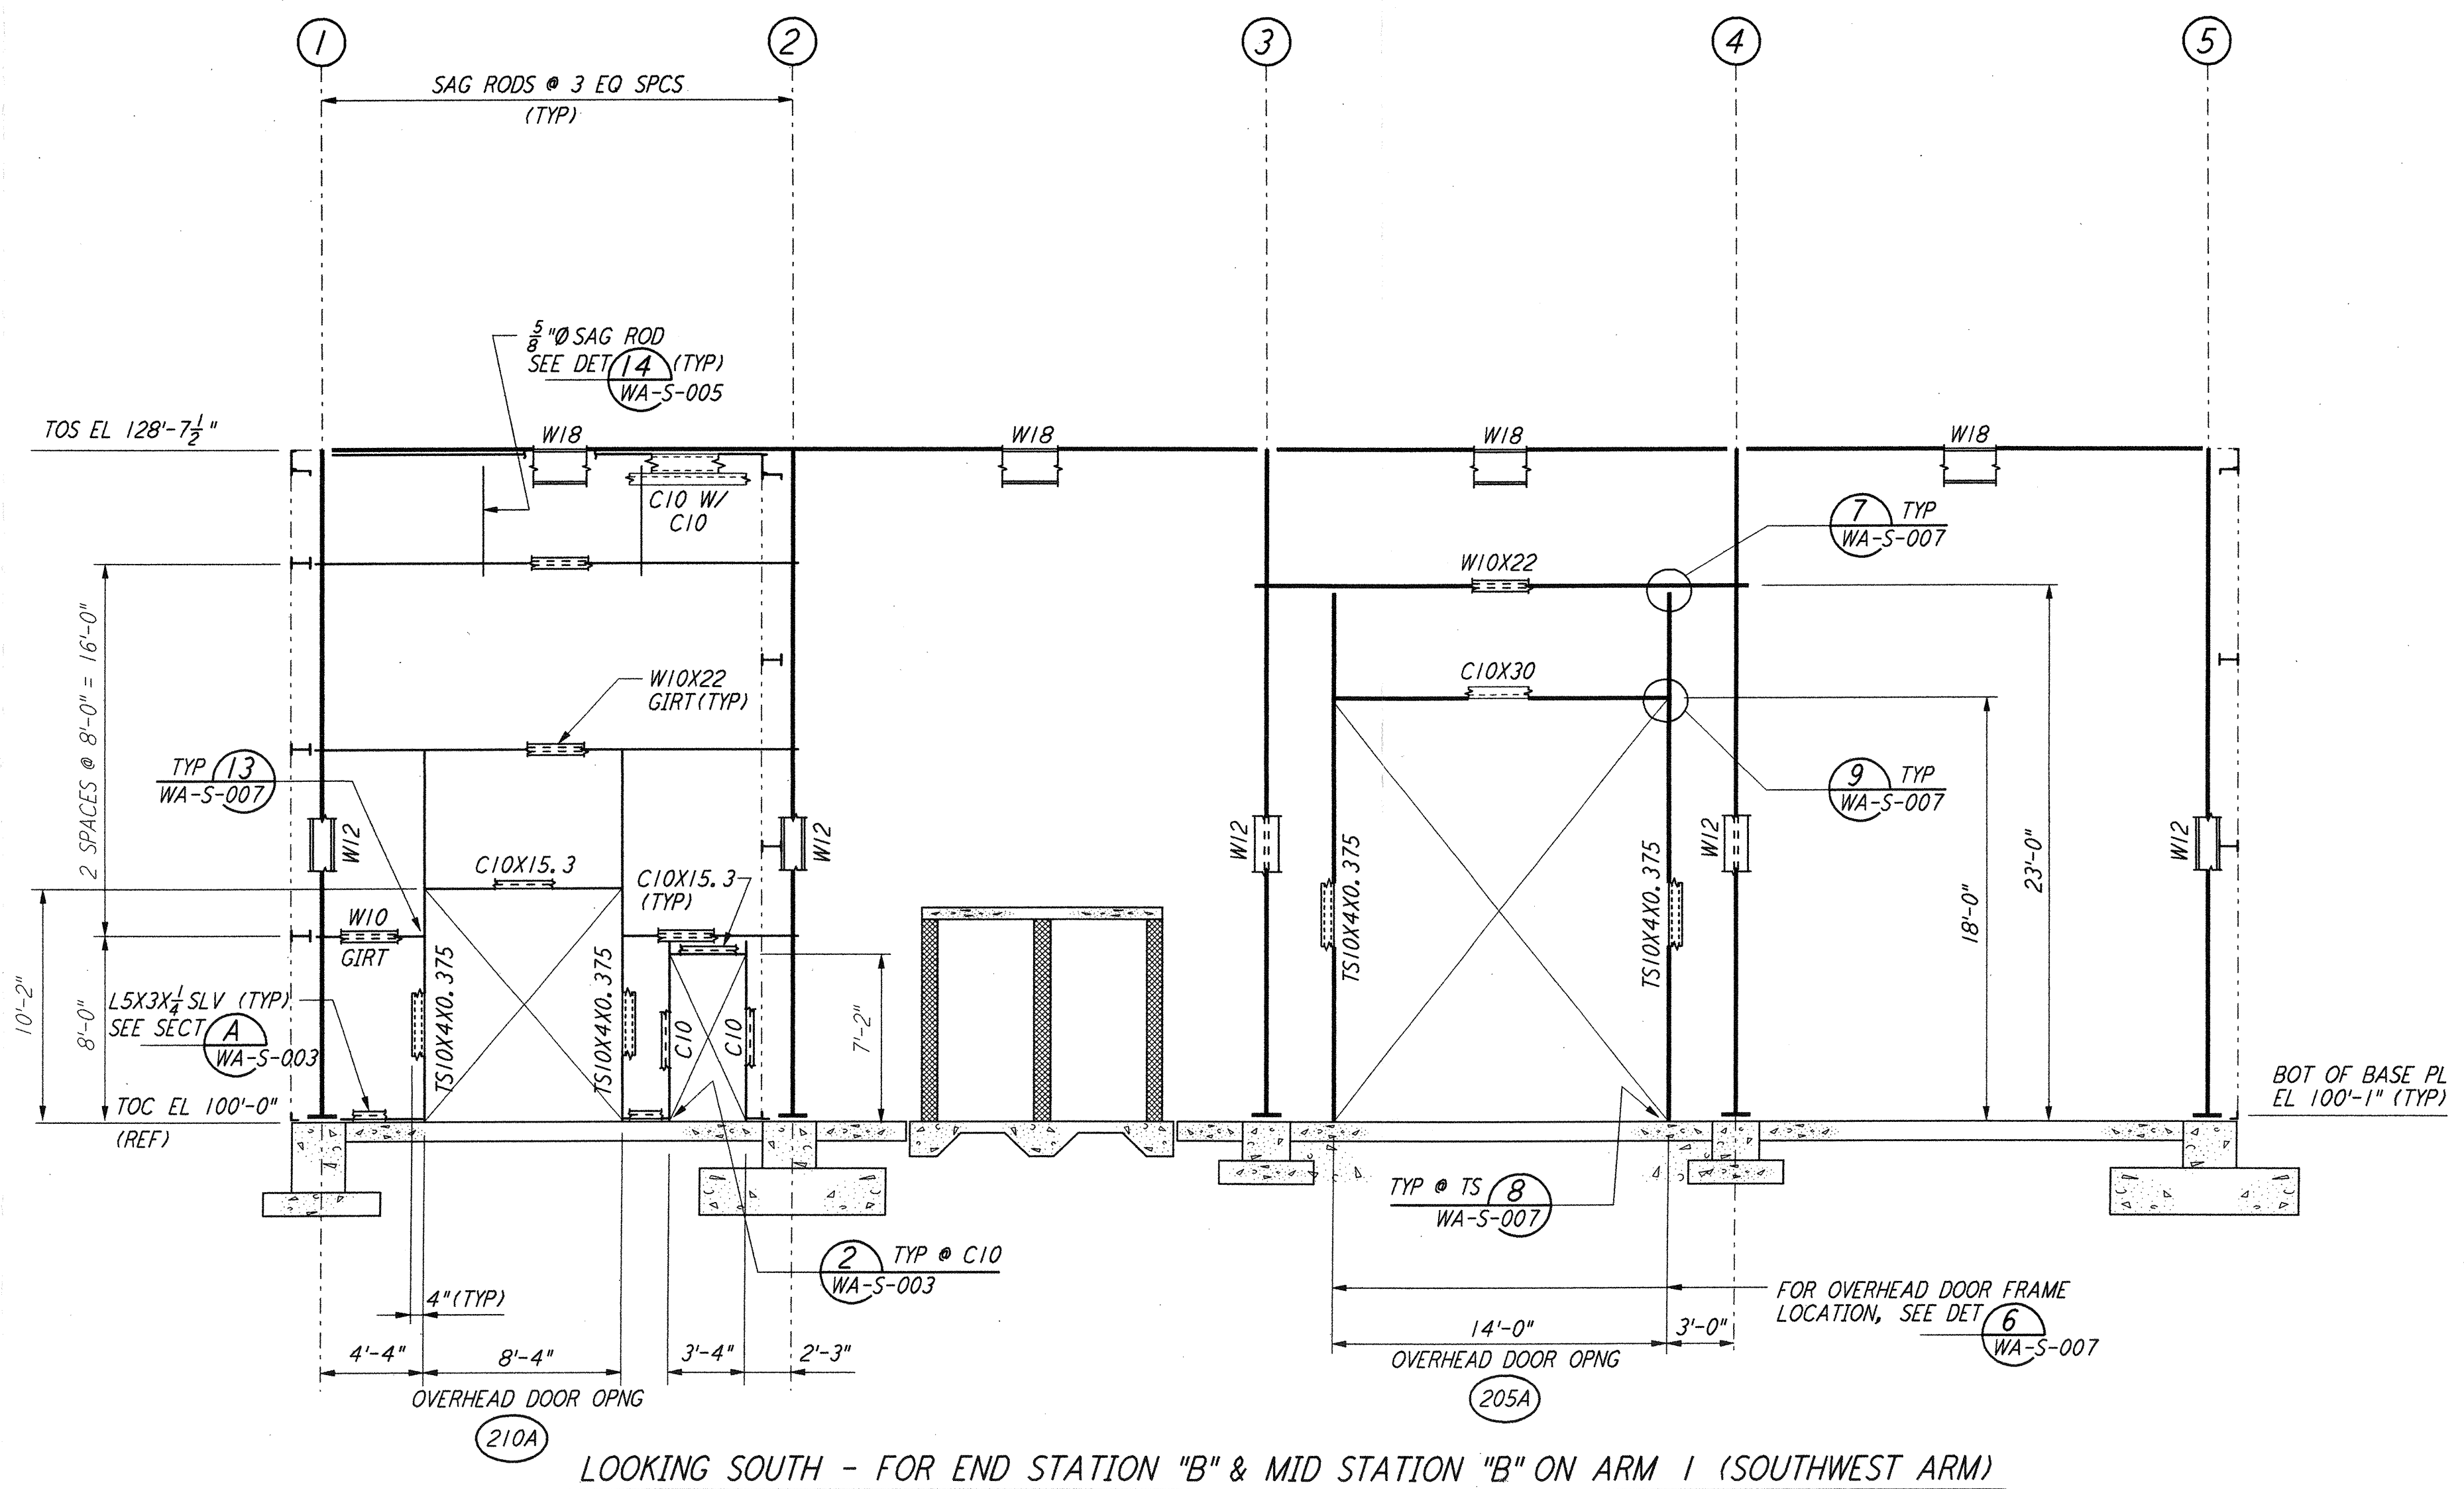 1
2
3
4
5
SAG RODS @ 3 EQ SPCS
(TYP)
5/8"Ø SAG ROD
SEE DET 14 (TYP)
WA-S-005
TOS EL 128'-7 1/2"
W18
W18
W18
W18
C10 W/
C10
7 TYP
WA-S-007
W10X22
C10X30
W10X22
GIRT(TYP)
2 SPACES @ 8'-0" = 16'-0"
TYP 13
WA-S-007
9 TYP
WA-S-007
W12
W12
W12
W12
W12
C10X15.3
C10X15.3
(TYP)
W10
GIRT
TS10X4X0.375
TS10X4X0.375
TS10X4X0.375
TS10X4X0.375
23'-0"
18'-0"
10'-2"
8'-0"
L5X3X1/4 SLV (TYP)
SEE SECT A
WA-S-003
C10
C10
7'-2"
TOC EL 100'-0"
(REF)
BOT OF BASE PL
EL 100'-1" (TYP)
TYP @ TS 8
WA-S-007
2 TYP @ C10
WA-S-003
4"(TYP)
FOR OVERHEAD DOOR FRAME
LOCATION, SEE DET 6
WA-S-007
4'-4"
8'-4"
3'-4"
2'-3"
14'-0"
3'-0"
OVERHEAD DOOR OPNG
205A
OVERHEAD DOOR OPNG
210A
LOOKING SOUTH - FOR END STATION "B" & MID STATION "B" ON ARM 1 (SOUTHWEST ARM)